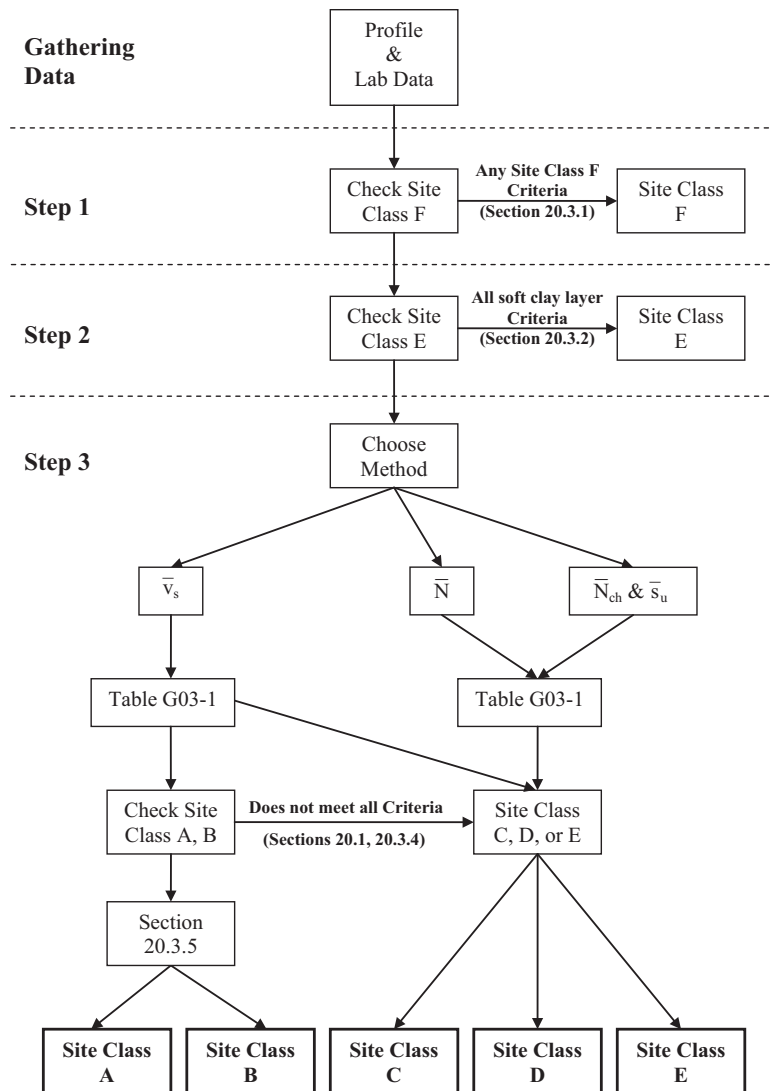 Gathering
Data
Profile
&
Lab Data
Step 1
Check Site
Class F
Any Site Class F
Criteria
(Section 20.3.1)
Site Class
F
Step 2
Check Site
Class E
All soft clay layer
Criteria
(Section 20.3.2)
Site Class
E
Step 3
Choose
Method
v̅s
N̅
N̅ch & s̅u
Table G03-1
Table G03-1
Check Site
Class A, B
Does not meet all Criteria
(Sections 20.1, 20.3.4)
Site Class
C, D, or E
Section
20.3.5
Site Class
A
Site Class
B
Site Class
C
Site Class
D
Site Class
E